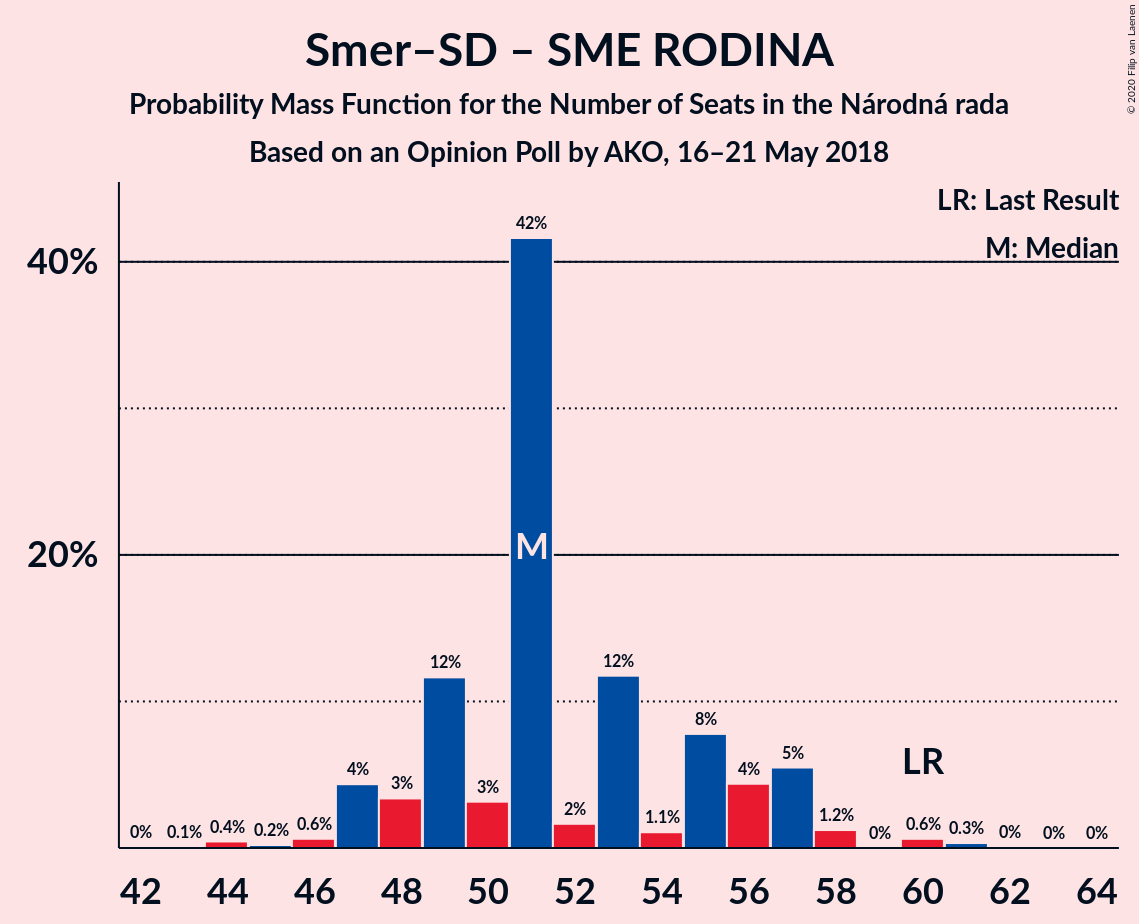 Smer–SD – SME RODINA
Probability Mass Function for the Number of Seats in the Národná rada
Based on an Opinion Poll by AKO, 16–21 May 2018
© 2020 Filip van Laenen
LR: Last Result
M: Median
40%
20%
0%
0.1%
0.4%
0.2%
0.6%
4%
3%
12%
3%
42%
2%
12%
1.1%
8%
4%
5%
1.2%
0%
0.6%
0.3%
0%
0%
0%
M
LR
42 44 46 48 50 52 54 56 58 60 62 64